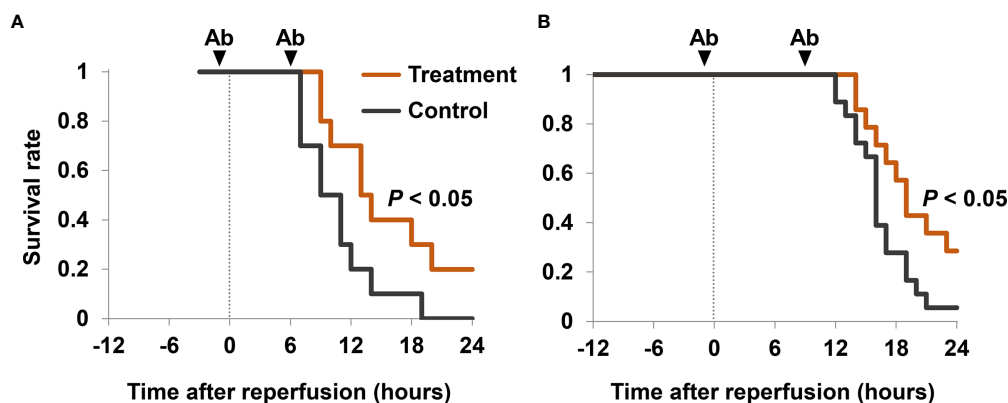 A
B
Ab Ab
Ab Ab
Treatment
Control
P < 0.05
P < 0.05
Survival rate
1
0.8
0.6
0.4
0.2
0
-12 -6 0 6 12 18 24
Time after reperfusion (hours)
1
0.8
0.6
0.4
0.2
0
-12 -6 0 6 12 18 24
Time after reperfusion (hours)